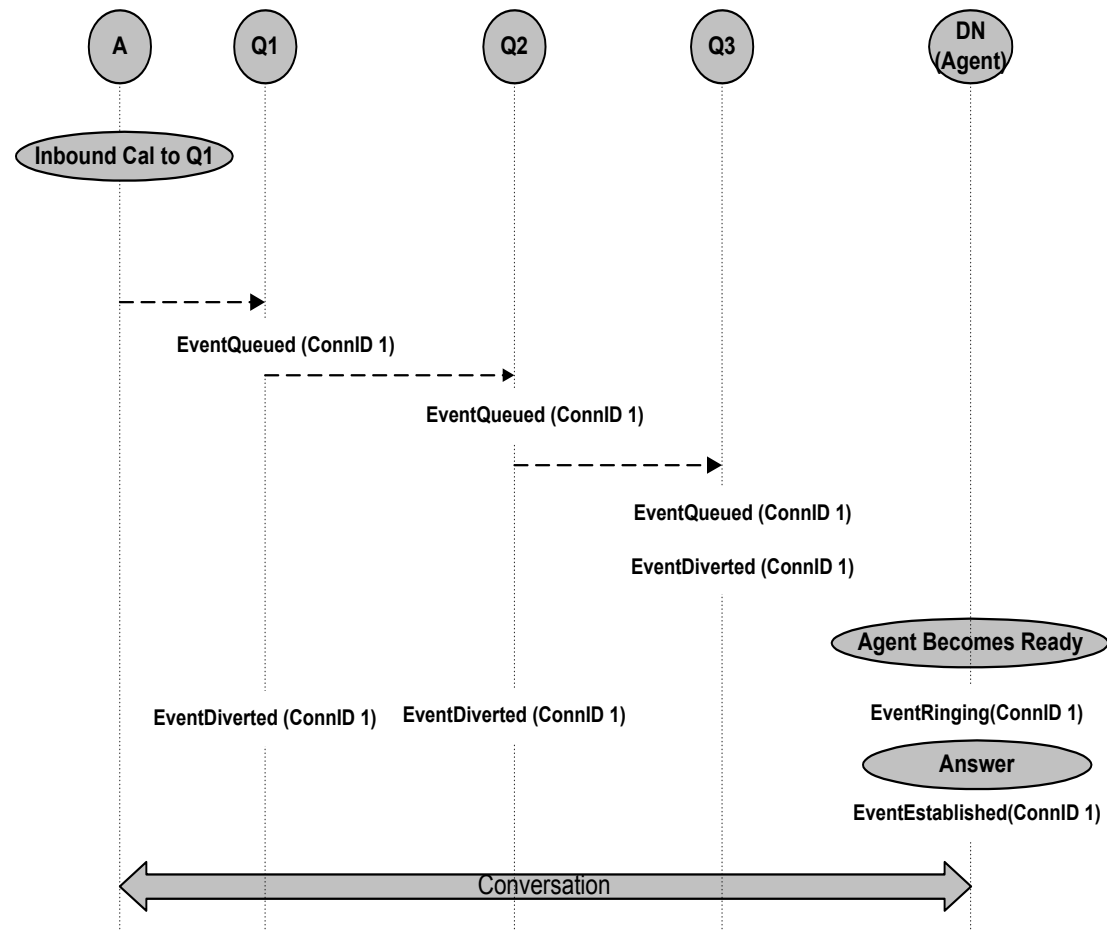 A
Q1
Q2
Q3
DN
(Agent)
Inbound Cal to Q1
EventQueued (ConnID 1)
EventQueued (ConnID 1)
EventQueued (ConnID 1)
EventDiverted (ConnID 1)
Agent Becomes Ready
EventDiverted (ConnID 1)
EventDiverted (ConnID 1)
EventRinging(ConnID 1)
Answer
EventEstablished(ConnID 1)
Conversation